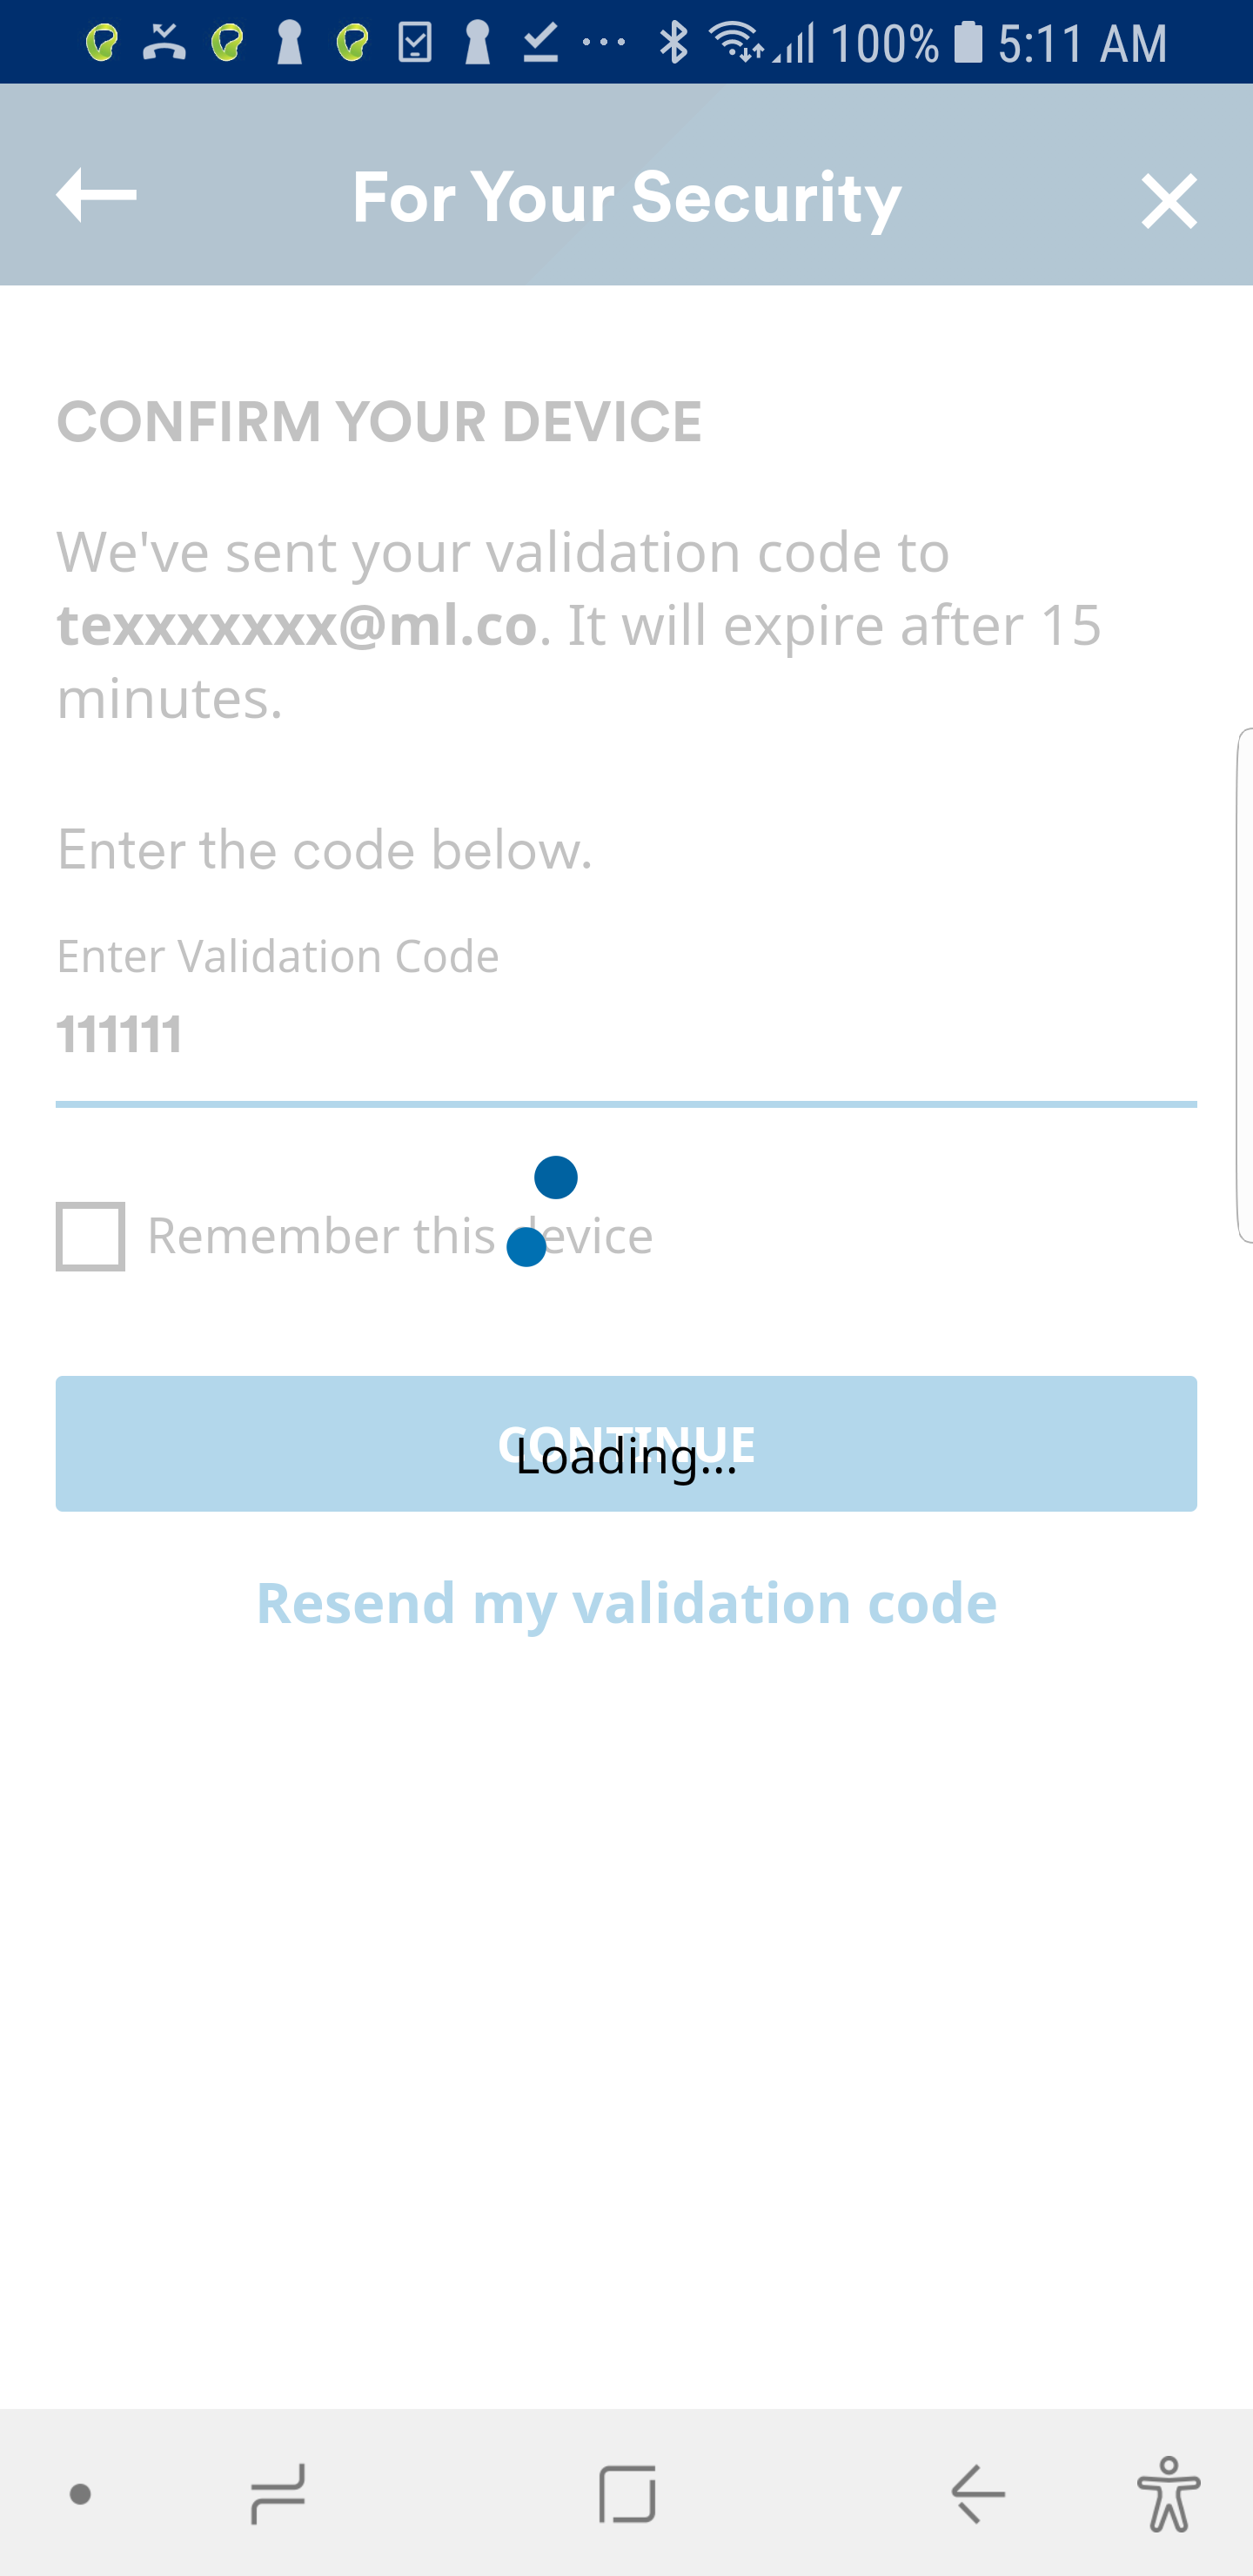 100% 5:11 AM
For Your Security
CONFIRM YOUR DEVICE
We've sent your validation code to
texxxxxxx@ml.co. It will expire after 15
minutes.
Enter the code below.
Enter Validation Code
111111
Remember this device
CONTINUE
Loading...
Resend my validation code